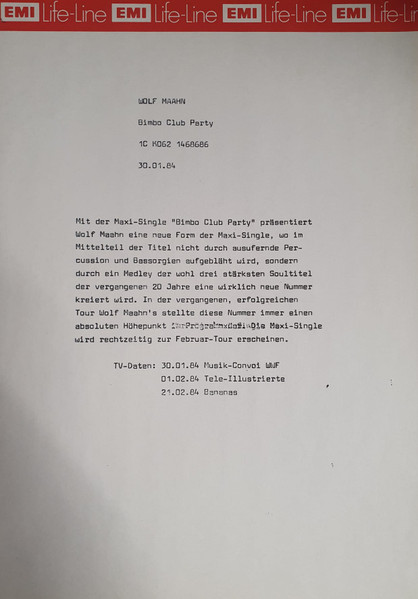 EMI Life-Line EMI Life-Line EMI Life-Line EMI Life-Li
WOLF MAAHN
Bimbo Club Party
1C K062 1468686
30.01.84
Mit der Maxi-Single "Bimbo Club Party" präsentiert
Wolf Maahn eine neue Form der Maxi-Single, wo im
Mittelteil der Titel nicht durch ausufernde Per-
cussion und Bassorgien aufgebläht wird, sondern
durch ein Medley der wohl drei stärksten Soultitel
der vergangenen 20 Jahre eine wirklich neue Nummer
kreiert wird. In der vergangenen, erfolgreichen
Tour Wolf Maahn's stellte diese Nummer immer einen
absoluten Höhepunkt Die Maxi-Single
wird rechtzeitig zur Februar-Tour erscheinen.
TV-Daten: 30.01.84 Musik-Convoi WWF
01.02.84 Tele-Illustrierte
21.02.84 Bananas